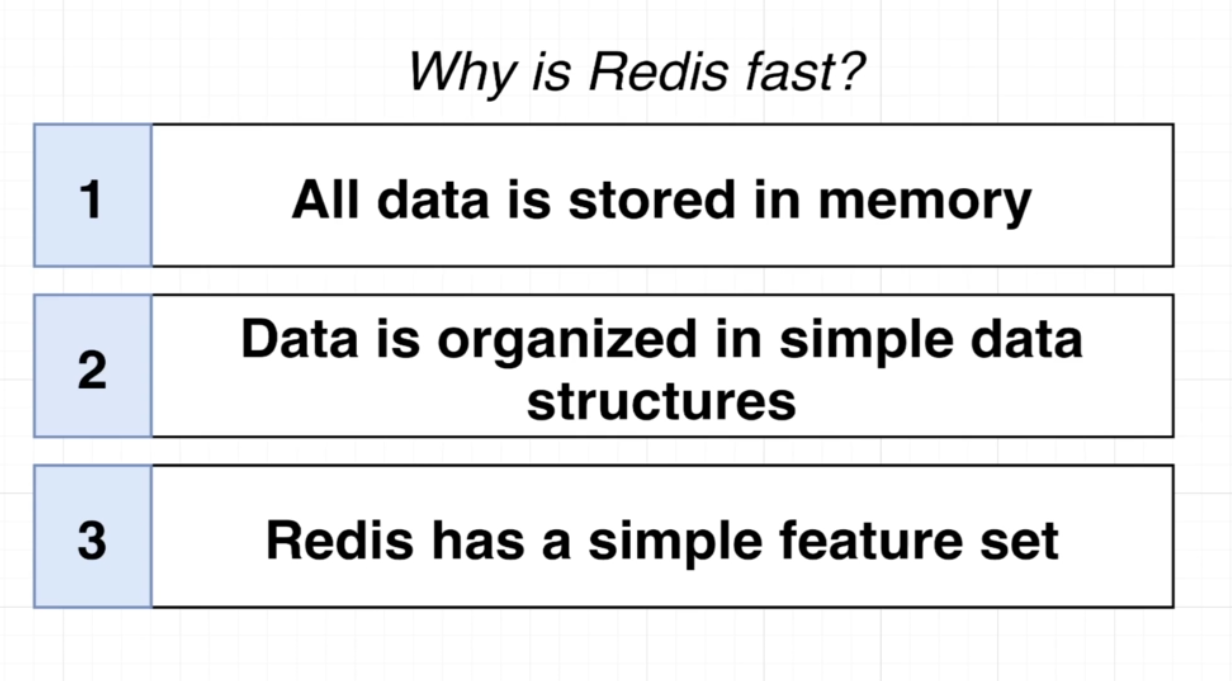 Why is Redis fast?
1
All data is stored in memory
2
Data is organized in simple data
structures
3
Redis has a simple feature set